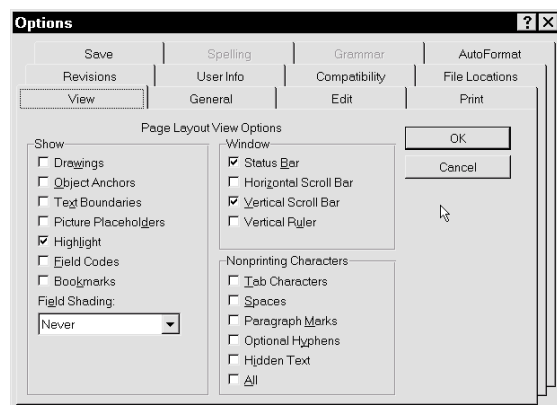 Options
Save Spelling Grammar AutoFormat
Revisions User Info Compatibility File Locations
View General Edit Print
Page Layout View Options
Show
Drawings
Object Anchors
Text Boundaries
Picture Placeholders
Highlight
Field Codes
Bookmarks
Field Shading:
Never
Window
Status Bar
Horizontal Scroll Bar
Vertical Scroll Bar
Vertical Ruler
Nonprinting Characters
Tab Characters
Spaces
Paragraph Marks
Optional Hyphens
Hidden Text
All
OK
Cancel